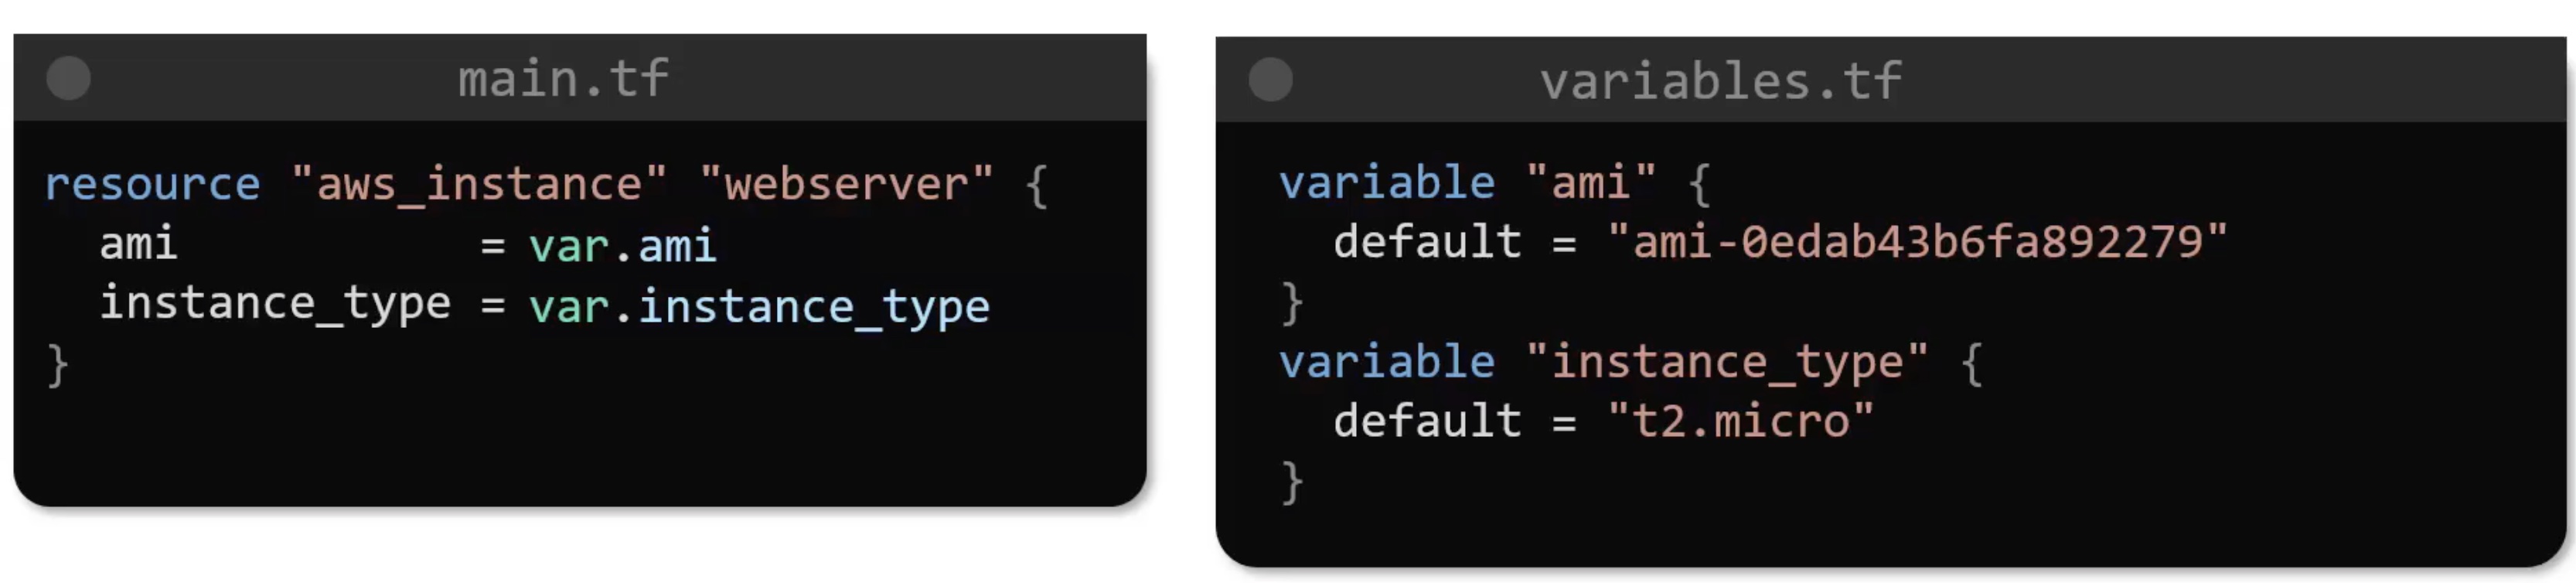 main.tf
resource "aws_instance" "webserver" {
  ami           = var.ami
  instance_type = var.instance_type
}
variables.tf
variable "ami" {
  default = "ami-0edab43b6fa892279"
}
variable "instance_type" {
  default = "t2.micro"
}